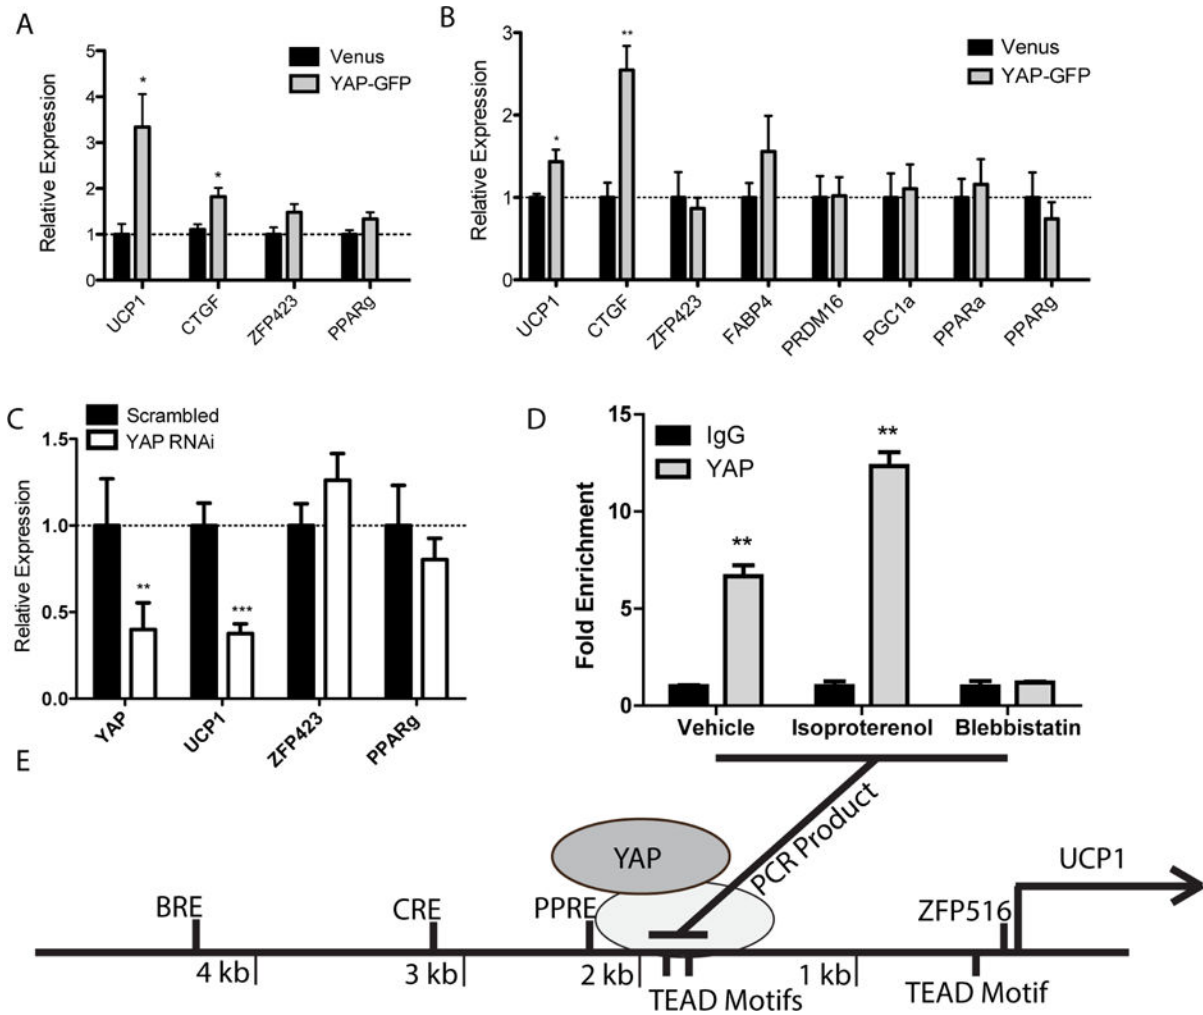 A
Venus
YAP-GFP
*
*
5
4
3
2
1
0
Relative Expression
UCP1
CTGF
ZFP423
PPARg
B
Venus
YAP-GFP
*
**
3
2
1
0
Relative Expression
UCP1
CTGF
ZFP423
FABP4
PRDM16
PGC1a
PPARa
PPARg
C
Scrambled
YAP RNAi
**
***
1.5
1.0
0.5
0.0
Relative Expression
YAP
UCP1
ZFP423
PPARg
D
IgG
YAP
**
**
15
10
5
0
Fold Enrichment
Vehicle
Isoproterenol
Blebbistatin
E
PCR Product
YAP
UCP1
BRE
CRE
PPRE
ZFP516
4 kb
3 kb
2 kb
1 kb
TEAD Motifs
TEAD Motif